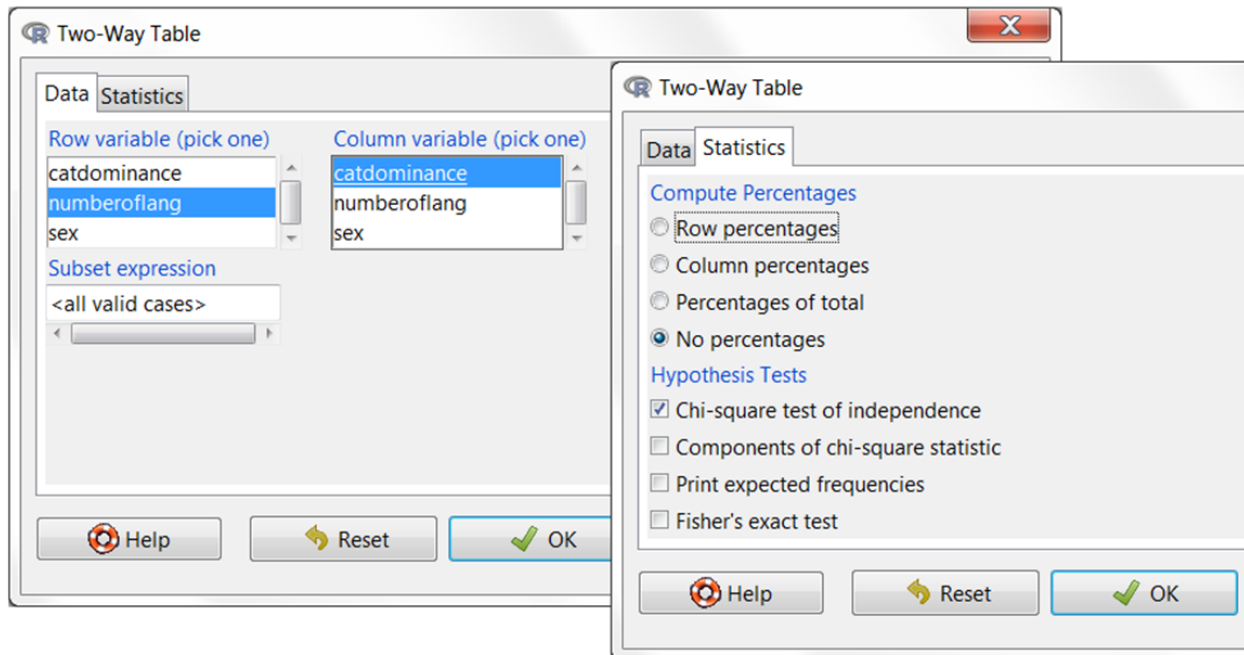 Two-Way Table
X
Data Statistics
Row variable (pick one) Column variable (pick one)
catdominance catdominance
numberoflang numberoflang
sex sex
Subset expression
<all valid cases>
Help Reset OK
Two-Way Table
Data Statistics
Compute Percentages
Row percentages
Column percentages
Percentages of total
No percentages
Hypothesis Tests
Chi-square test of independence
Components of chi-square statistic
Print expected frequencies
Fisher's exact test
Help Reset OK